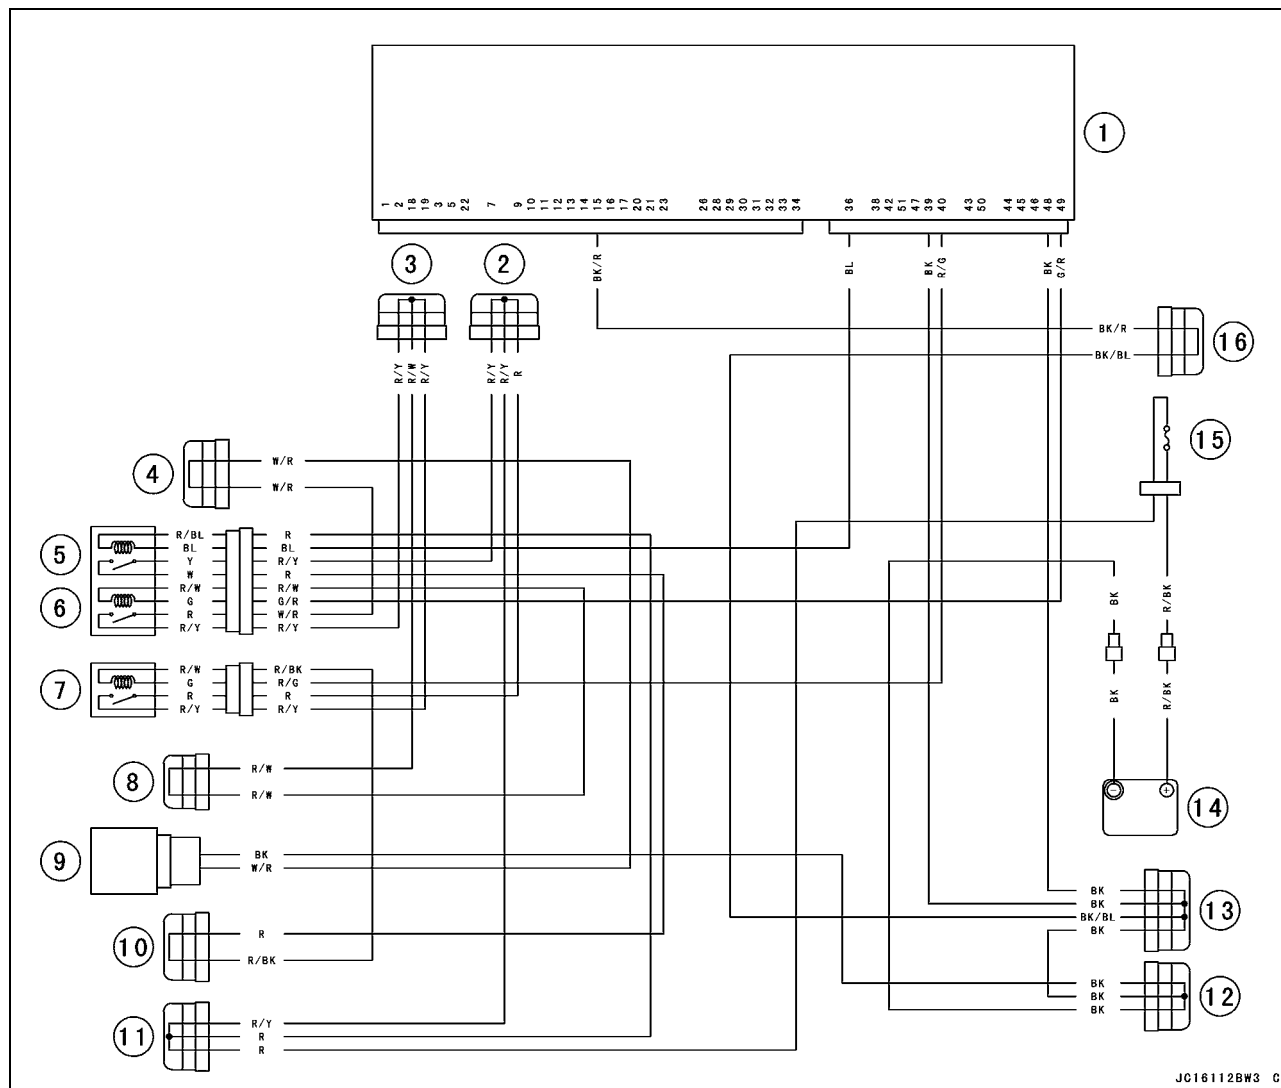 1
1 2 18 19 3 5 22 7 9 10 11 12 13 14 15 16 17 20 21 23 26 28 29 30 31 32 33 34 36 38 42 51 47 39 40 43 50 44 45 46 48 49
3 2
BK/R BL BK R/G BK G/R
16
BK/R
BK/BL
R/Y R/W R/Y R/Y R/Y R
15
4
W/R
W/R
5
R/BL R
BL BL
Y R/Y
W R
6
R/W R/W
G G/R
R W/R
R/Y R/Y
BK R/BK
7
R/W R/BK
G R/G
R R
R/Y R/Y
BK R/BK
8
R/W
R/W
- +
14
9
BK
W/R
10
R
R/BK
13
BK
BK
BK/BL
BK
11
R/Y
R
R
12
BK
BK
BK
JC16112BW3 C